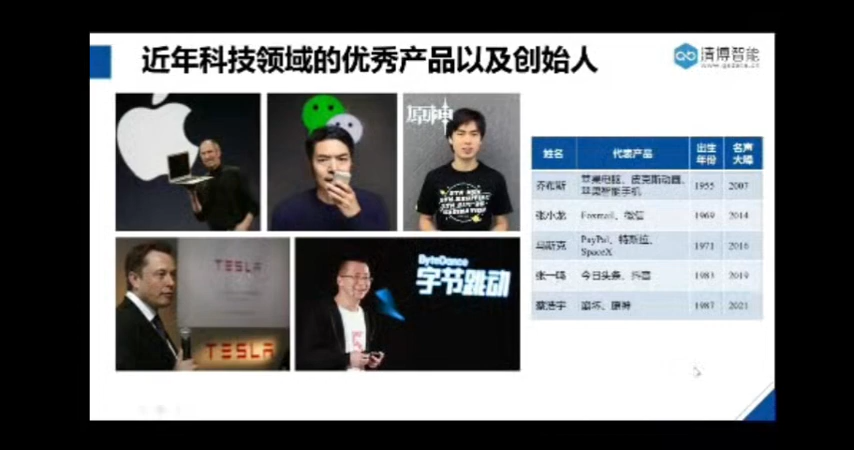 近年科技领域的优秀产品以及创始人
清博智能
原神
TESLA
TESLA
ByteDance
字节跳动
姓名 代表产品 出生年份 名声大噪
乔布斯 苹果电脑、皮克斯动画、苹果智能手机 1955 2007
张小龙 Foxmail、微信 1969 2014
马斯克 PayPal、特斯拉、SpaceX 1971 2016
张一鸣 今日头条、抖音 1983 2019
蔡浩宇 崩坏、原神 1987 2021